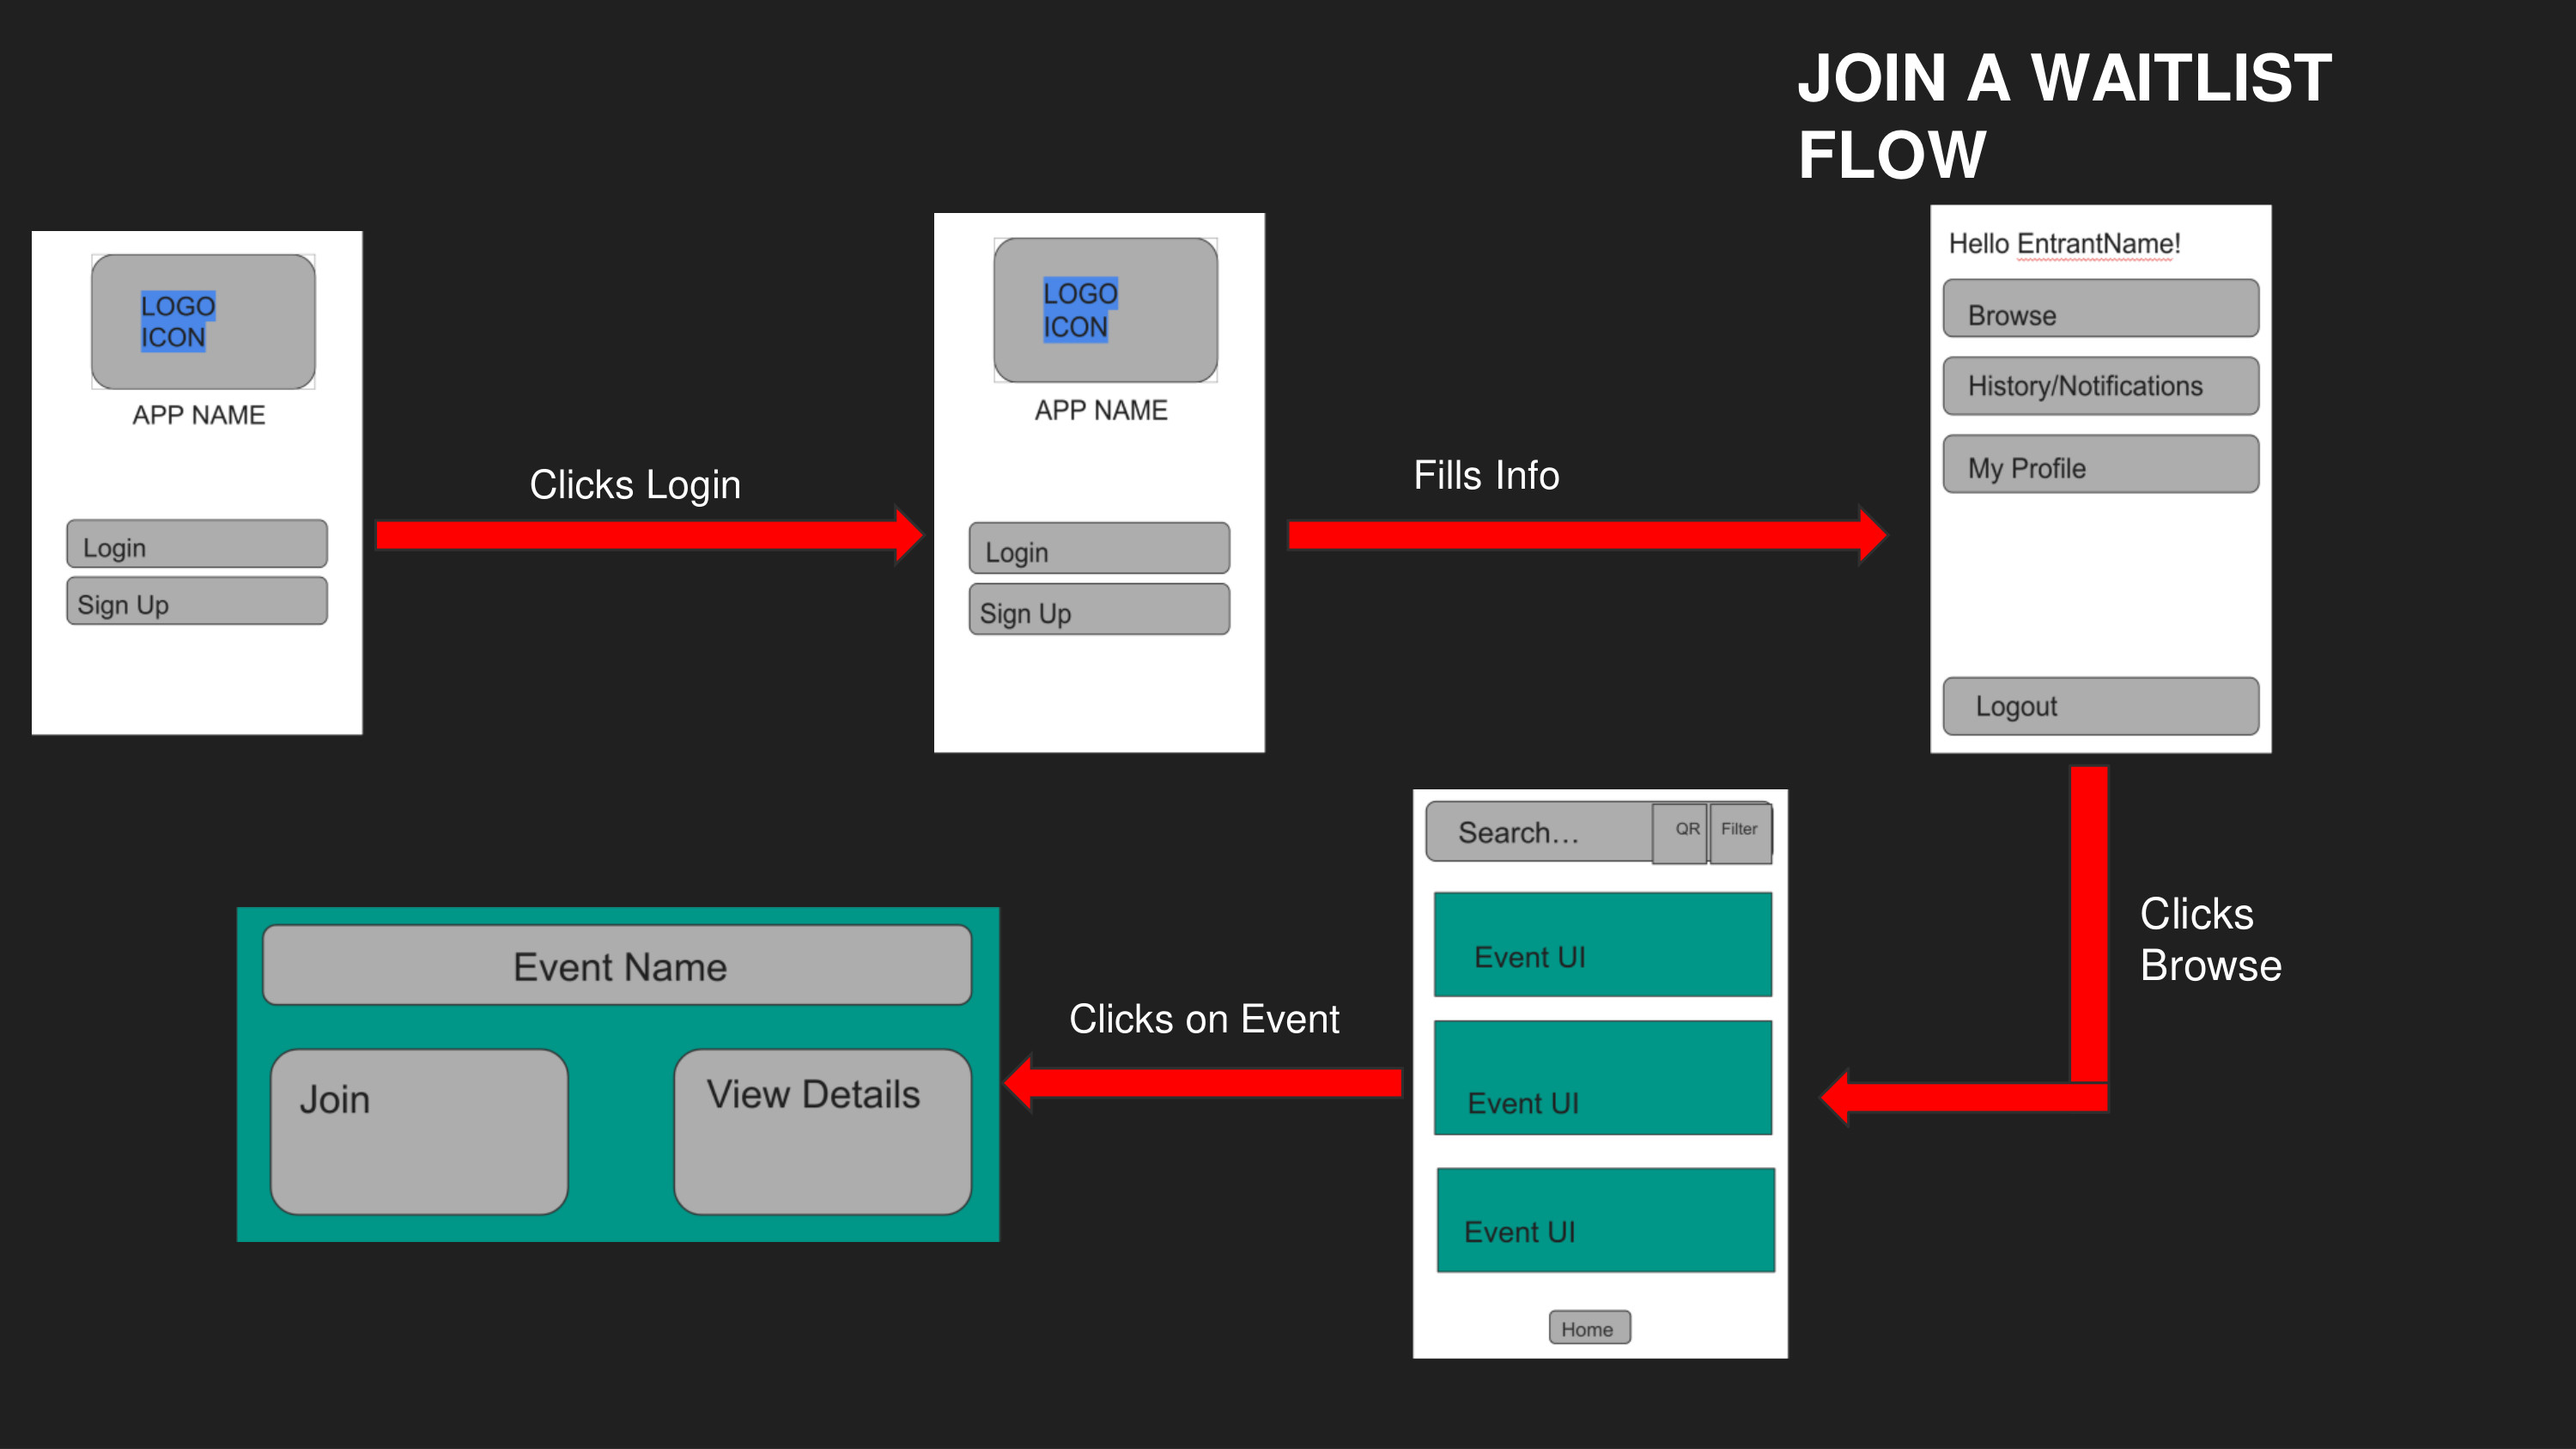 JOIN A WAITLIST
FLOW
LOGO
ICON
APP NAME
Login
Sign Up
Clicks Login
LOGO
ICON
APP NAME
Login
Sign Up
Fills Info
Hello EntrantName!
Browse
History/Notifications
My Profile
Logout
Clicks
Browse
Search…
QR
Filter
Event UI
Event UI
Event UI
Home
Clicks on Event
Event Name
Join
View Details